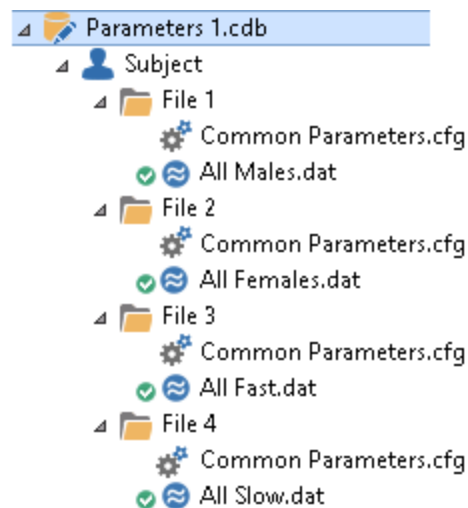 Parameters 1.cdb
Subject
File 1
Common Parameters.cfg
All Males.dat
File 2
Common Parameters.cfg
All Females.dat
File 3
Common Parameters.cfg
All Fast.dat
File 4
Common Parameters.cfg
All Slow.dat